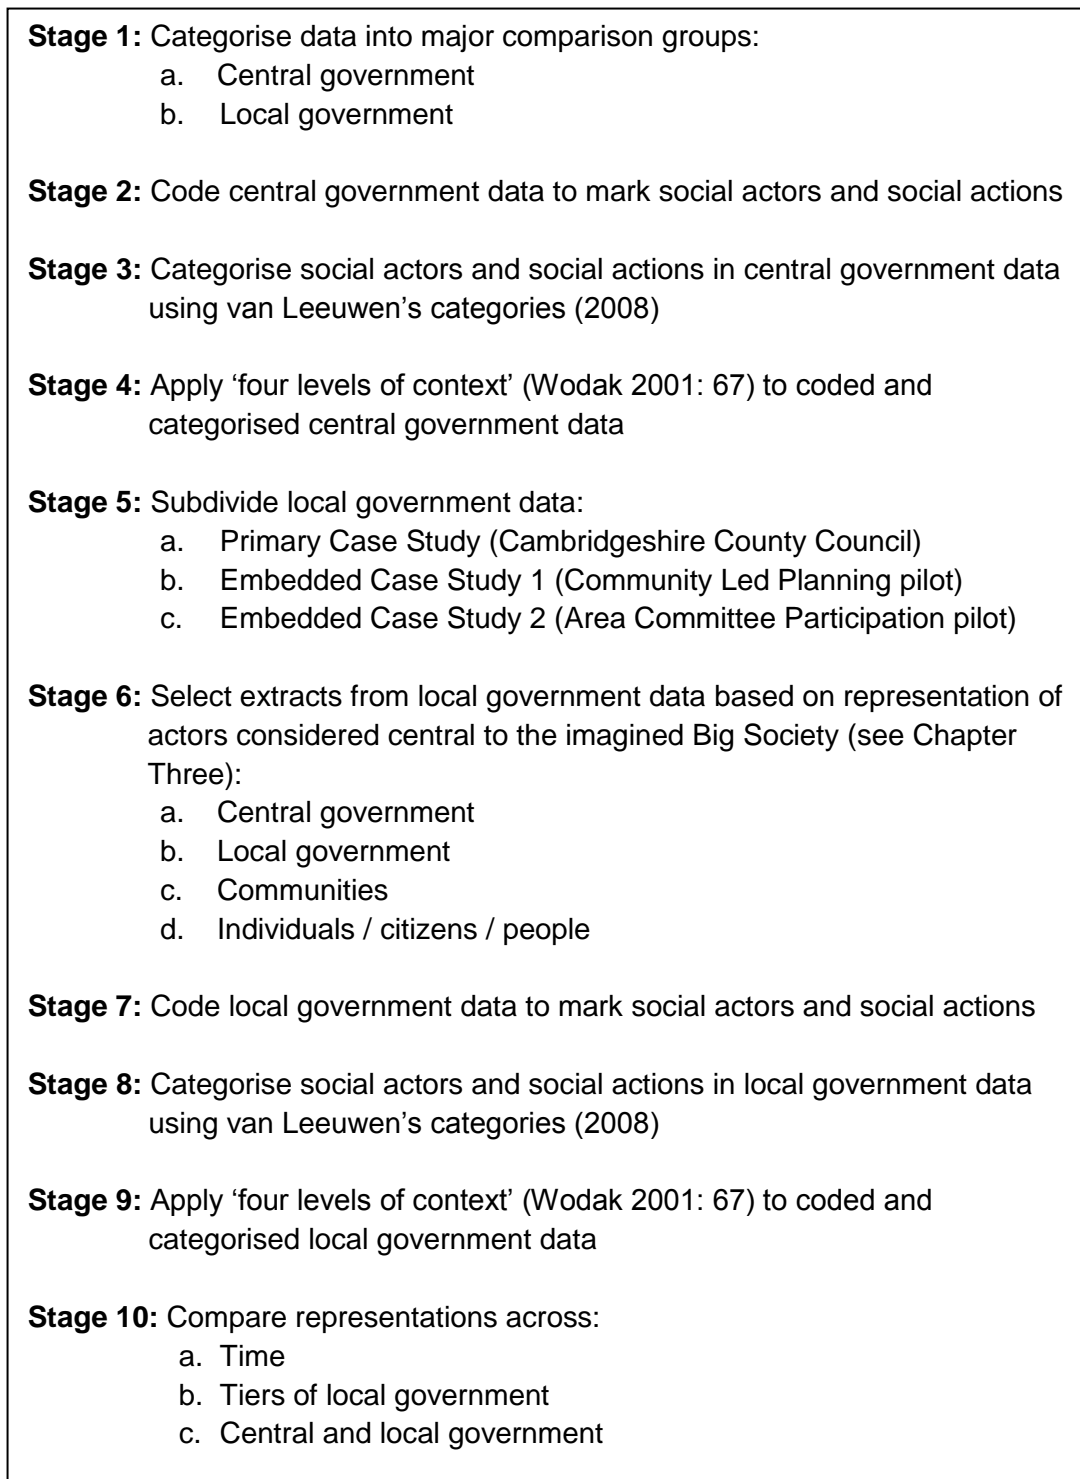 Stage 1: Categorise data into major comparison groups:
a. Central government
b. Local government
Stage 2: Code central government data to mark social actors and social actions
Stage 3: Categorise social actors and social actions in central government data
using van Leeuwen’s categories (2008)
Stage 4: Apply ‘four levels of context’ (Wodak 2001: 67) to coded and
categorised central government data
Stage 5: Subdivide local government data:
a. Primary Case Study (Cambridgeshire County Council)
b. Embedded Case Study 1 (Community Led Planning pilot)
c. Embedded Case Study 2 (Area Committee Participation pilot)
Stage 6: Select extracts from local government data based on representation of
actors considered central to the imagined Big Society (see Chapter
Three):
a. Central government
b. Local government
c. Communities
d. Individuals / citizens / people
Stage 7: Code local government data to mark social actors and social actions
Stage 8: Categorise social actors and social actions in local government data
using van Leeuwen’s categories (2008)
Stage 9: Apply ‘four levels of context’ (Wodak 2001: 67) to coded and
categorised local government data
Stage 10: Compare representations across:
a. Time
b. Tiers of local government
c. Central and local government